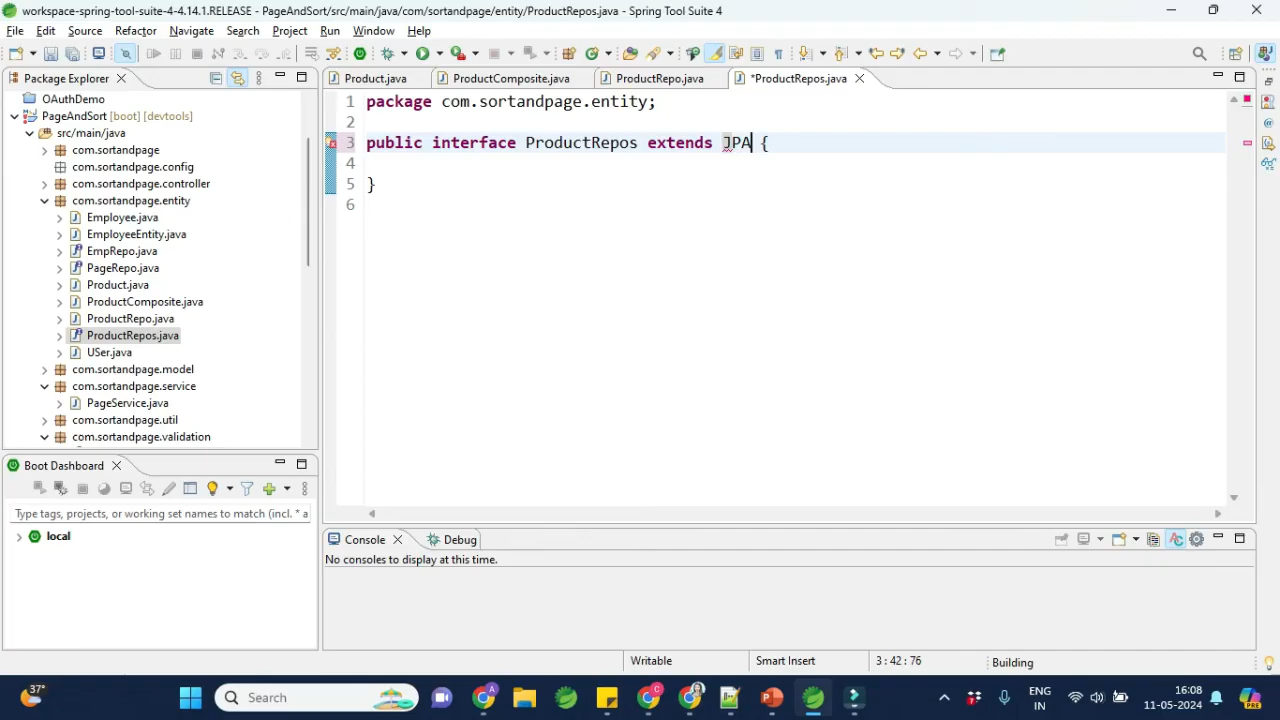 workspace-spring-tool-suite-4-4.14.1.RELEASE - PageAndSort/src/main/java/com/sortandpage/entity/ProductRepos.java - Spring Tool Suite 4
File Edit Source Refactor Navigate Search Project Run Window Help
Package Explorer
Product.java ProductComposite.java ProductRepo.java *ProductRepos.java
OAuthDemo
PageAndSort [boot] [devtools]
src/main/java
com.sortandpage
com.sortandpage.config
com.sortandpage.controller
com.sortandpage.entity
Employee.java
EmployeeEntity.java
EmpRepo.java
PageRepo.java
Product.java
ProductComposite.java
ProductRepo.java
ProductRepos.java
USer.java
com.sortandpage.model
com.sortandpage.service
PageService.java
com.sortandpage.util
com.sortandpage.validation
1 package com.sortandpage.entity;
2
3 public interface ProductRepos extends JPA {
4
5 }
6
Boot Dashboard
Type tags, projects, or working set names to match (incl. * a
local
Console Debug
No consoles to display at this time.
Writable Smart Insert 3 : 42 : 76 Building
37°
Search
ENG
IN
16:08
11-05-2024